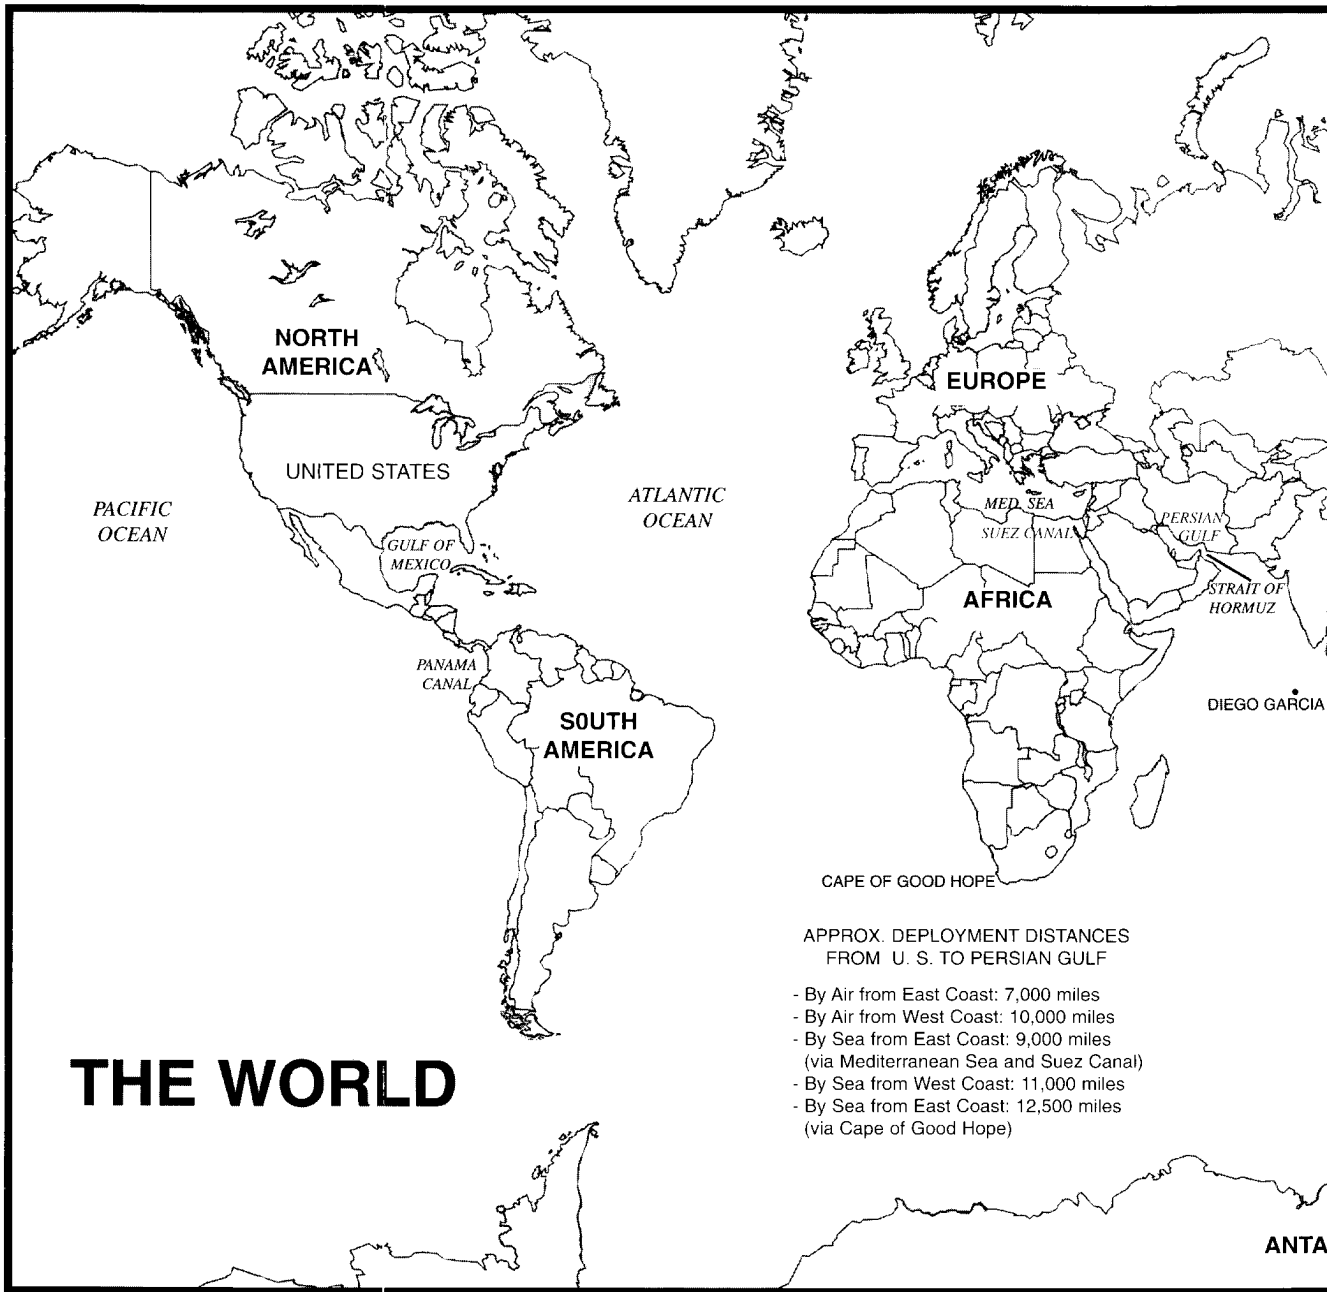 NORTH
AMERICA
EUROPE
UNITED STATES
PACIFIC
OCEAN
ATLANTIC
OCEAN
MED. SEA
SUEZ CANAL
PERSIAN
GULF
GULF OF
MEXICO
STRAIT OF
HORMUZ
AFRICA
PANAMA
CANAL
DIEGO GARCIA
SOUTH
AMERICA
CAPE OF GOOD HOPE
APPROX. DEPLOYMENT DISTANCES
FROM U. S. TO PERSIAN GULF
- By Air from East Coast: 7,000 miles
- By Air from West Coast: 10,000 miles
- By Sea from East Coast: 9,000 miles
(via Mediterranean Sea and Suez Canal)
- By Sea from West Coast: 11,000 miles
- By Sea from East Coast: 12,500 miles
(via Cape of Good Hope)
THE WORLD
ANTA